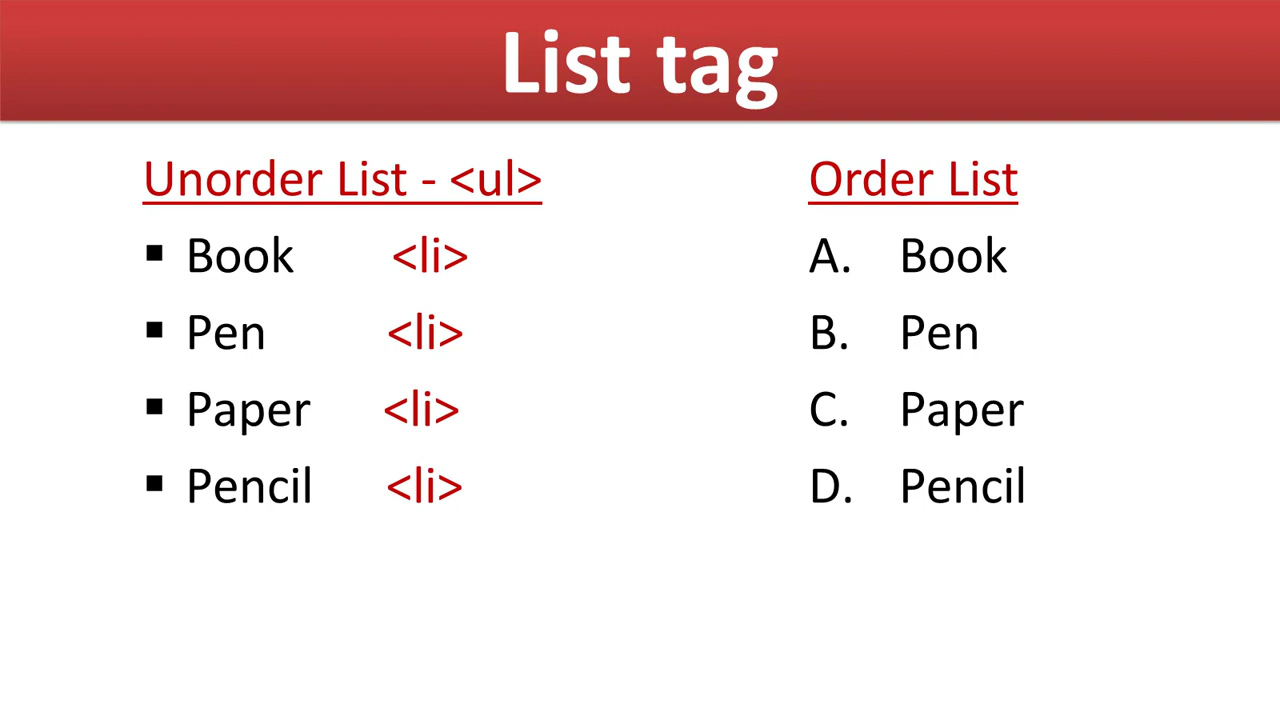 List tag
Unorder List - <ul>
▪ Book <li>
▪ Pen <li>
▪ Paper <li>
▪ Pencil <li>
Order List
A. Book
B. Pen
C. Paper
D. Pencil